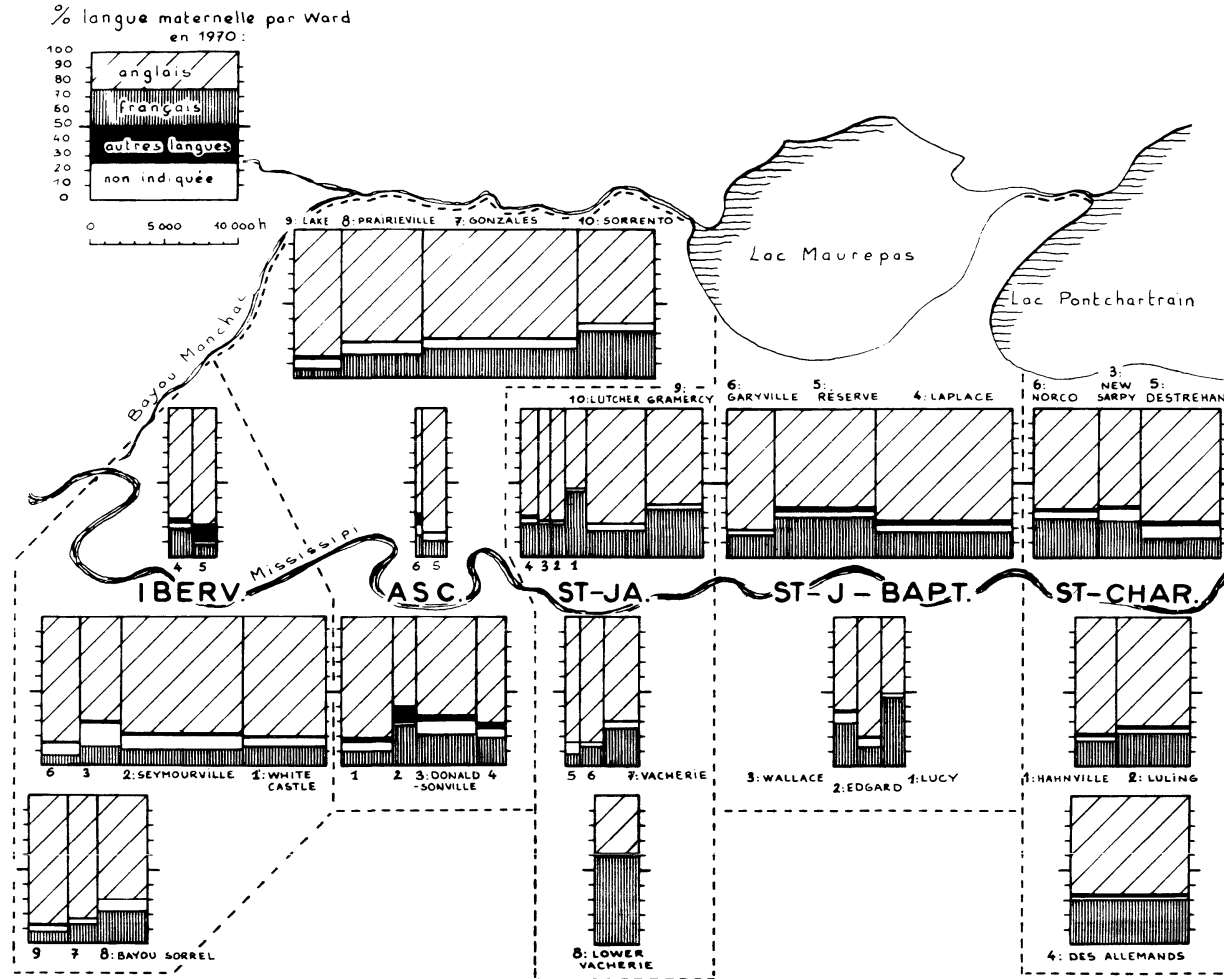 % langue maternelle par Ward
en 1970 :
100
90
80
70
60
50
40
30
20
10
0
anglais
français
autres langues
non indiquée
0 5 000 10 000 h
9: LAKE 8: PRAIRIEVILLE 7: GONZALES 10: SORRENTO
Lac Maurepas
Lac Pontchartrain
Bayou Manchac
10: LUTCHER 9: GRAMERCY
6: GARYVILLE 5: RÉSERVE 4: LAPLACE
6: NORCO 3: NEW SARPY 5: DESTREHAN
4 5
6 5
4 3 2 1
Mississipi
IBERV. ASC. ST-JA. ST-J-BAPT. ST-CHAR.
6 3 2: SEYMOURVILLE 1: WHITE CASTLE
1 2 3: DONALD-SONVILLE 4
5 6 7: VACHERIE
3: WALLACE 2: EDGARD 1: LUCY
1: HAHNVILLE 2: LULING
9 7 8: BAYOU SORREL
8: LOWER VACHERIE
4: DES ALLEMANDS